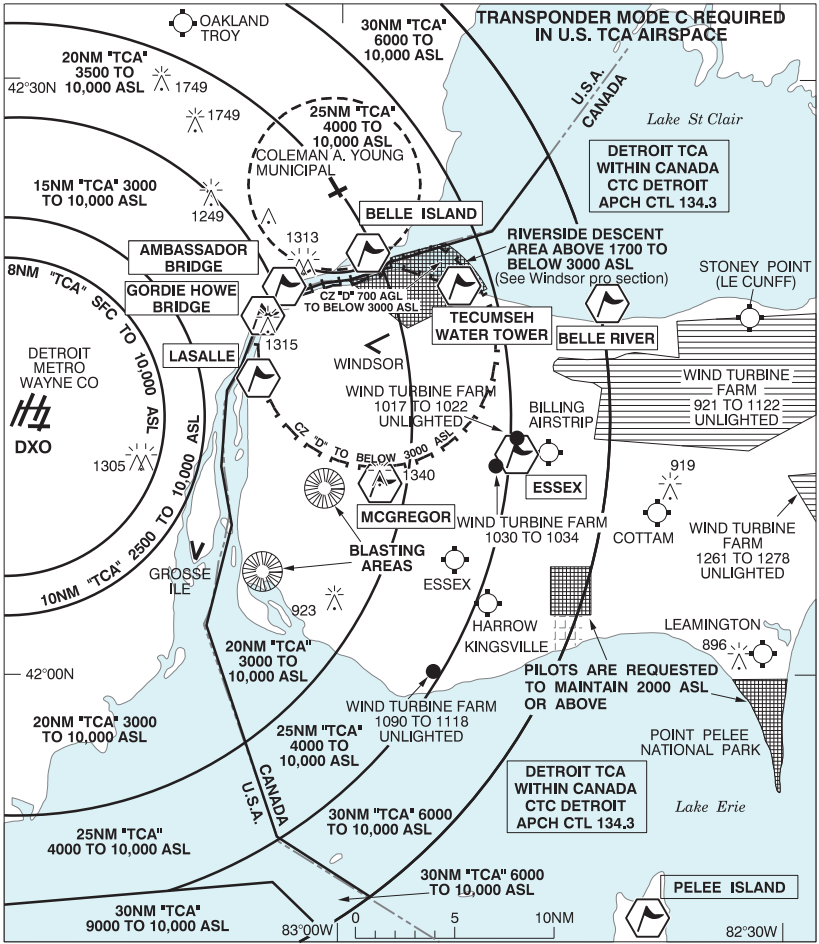 OAKLAND
TROY
30NM "TCA"
6000 TO
10,000 ASL
TRANSPONDER MODE C REQUIRED
IN U.S. TCA AIRSPACE
20NM "TCA"
3500 TO
10,000 ASL
42°30N
1749
1749
U.S.A.
CANADA
Lake St Clair
25NM "TCA"
4000 TO
10,000 ASL
COLEMAN A. YOUNG
MUNICIPAL
DETROIT TCA
WITHIN CANADA
CTC DETROIT
APCH CTL 134.3
15NM "TCA" 3000
TO 10,000 ASL
1249
BELLE ISLAND
1313
AMBASSADOR
BRIDGE
RIVERSIDE DESCENT
AREA ABOVE 1700 TO
BELOW 3000 ASL
(See Windsor pro section)
STONEY POINT
(LE CUNFF)
8NM "TCA" SFC TO 10,000 ASL
GORDIE HOWE
BRIDGE
CZ "D" 700 AGL
TO BELOW 3000 ASL
TECUMSEH
WATER TOWER
BELLE RIVER
1315
LASALLE
WINDSOR
DETROIT
METRO
WAYNE CO
DXO
WIND TURBINE FARM
1017 TO 1022
UNLIGHTED
WIND TURBINE
FARM
921 TO 1122
UNLIGHTED
BILLING
AIRSTRIP
CZ "D" TO BELOW 3000 ASL
1305
1340
919
ESSEX
MCGREGOR
WIND TURBINE FARM
1030 TO 1034
COTTAM
WIND TURBINE
FARM
1261 TO 1278
UNLIGHTED
10NM "TCA" 2500 TO 10,000 ASL
BLASTING
AREAS
GROSSE
ILE
ESSEX
923
HARROW
KINGSVILLE
LEAMINGTON
896
20NM "TCA"
3000 TO
10,000 ASL
42°00N
PILOTS ARE REQUESTED
TO MAINTAIN 2000 ASL
OR ABOVE
WIND TURBINE FARM
1090 TO 1118
UNLIGHTED
20NM "TCA" 3000
TO 10,000 ASL
25NM "TCA"
4000 TO
10,000 ASL
POINT PELEE
NATIONAL PARK
CANADA
U.S.A.
DETROIT TCA
WITHIN CANADA
CTC DETROIT
APCH CTL 134.3
Lake Erie
25NM "TCA"
4000 TO 10,000 ASL
30NM "TCA" 6000
TO 10,000 ASL
30NM "TCA" 6000
TO 10,000 ASL
PELEE ISLAND
30NM "TCA"
9000 TO 10,000 ASL
83°00W
0 5 10NM
82°30W